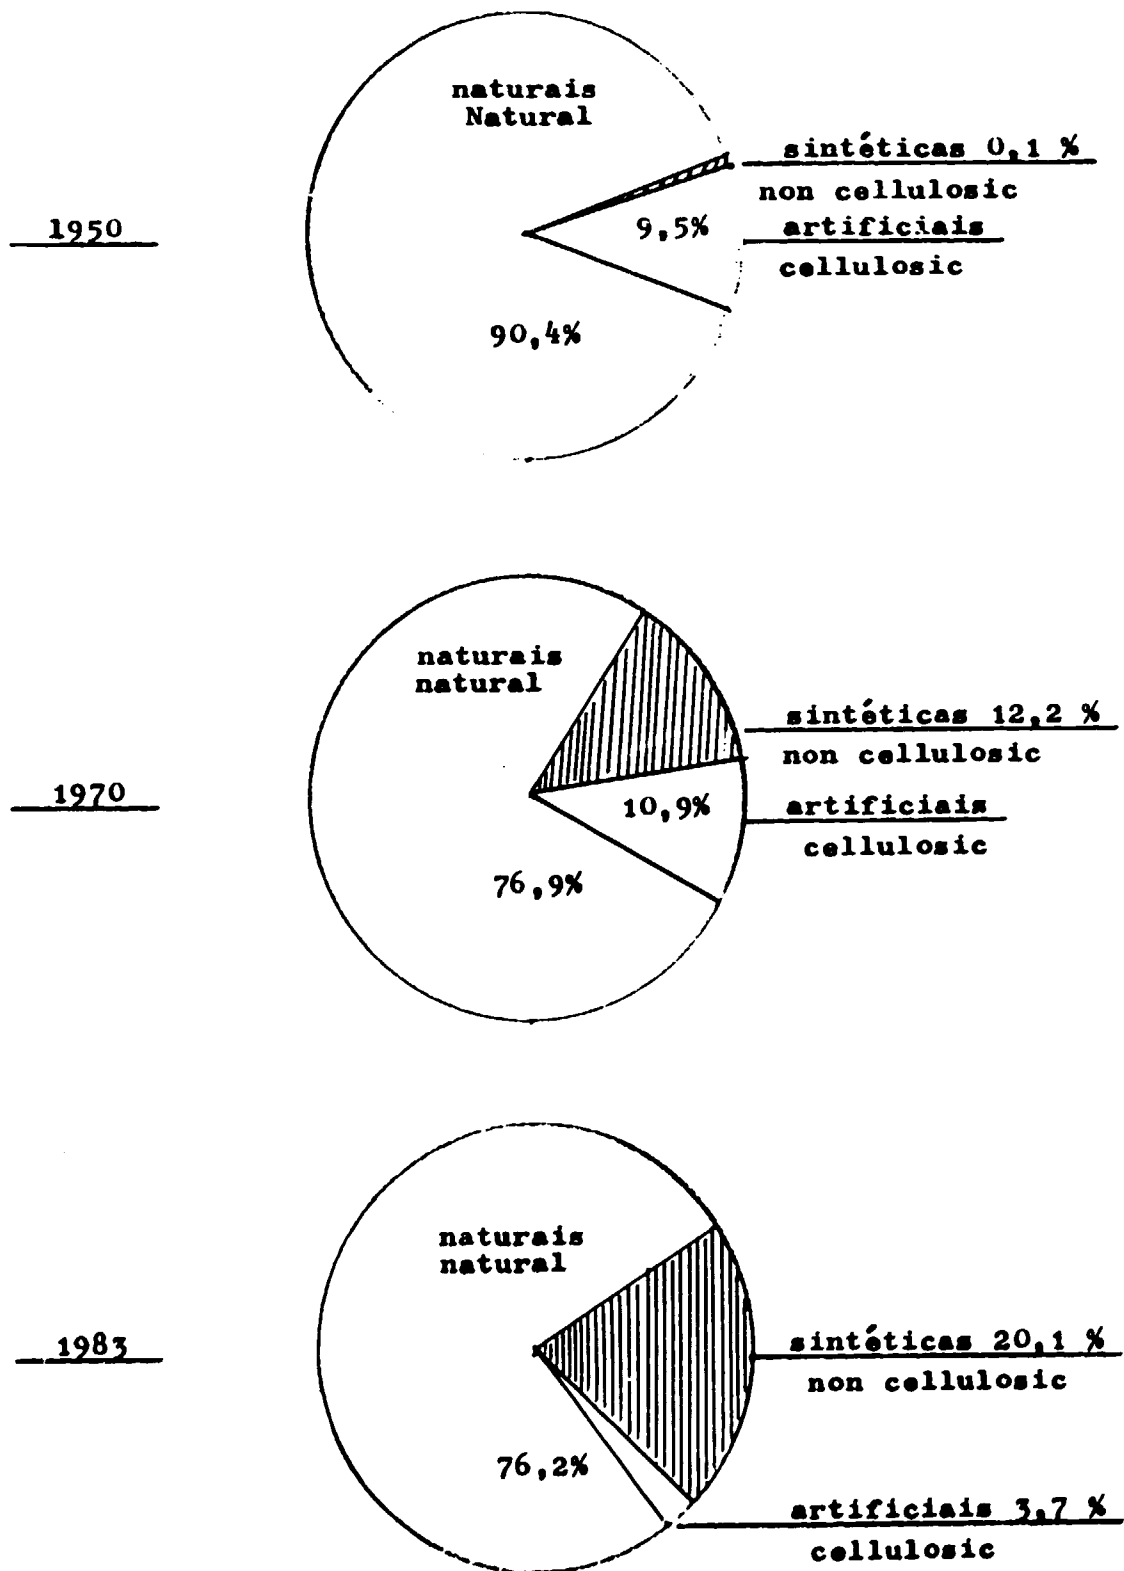 naturais
Natural
sintéticas 0,1 %
non cellulosic
1950
9,5%
artificiais
cellulosic
90,4%
naturais
natural
sintéticas 12,2 %
non cellulosic
1970
10,9%
artificiais
cellulosic
76,9%
naturais
natural
1983
sintéticas 20,1 %
non cellulosic
76,2%
artificiais 3,7 %
cellulosic